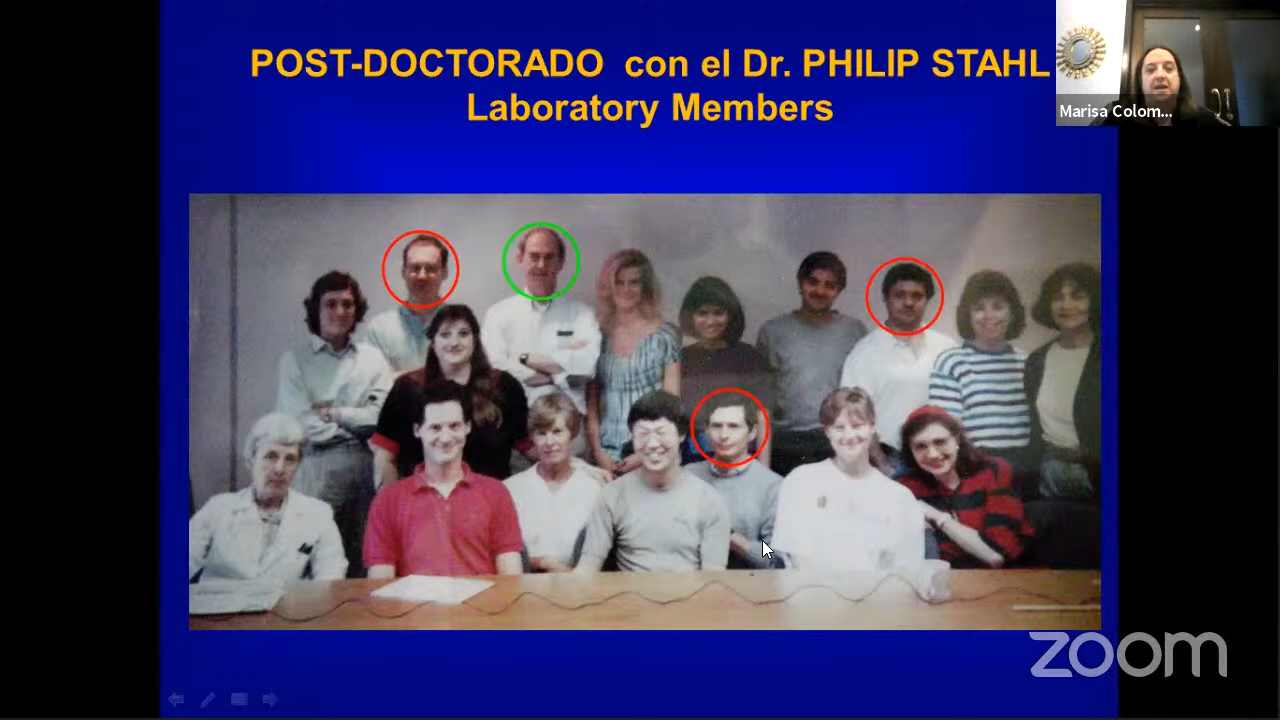 POST-DOCTORADO con el Dr. PHILIP STAHL
Laboratory Members
Marisa Colom...
zoom